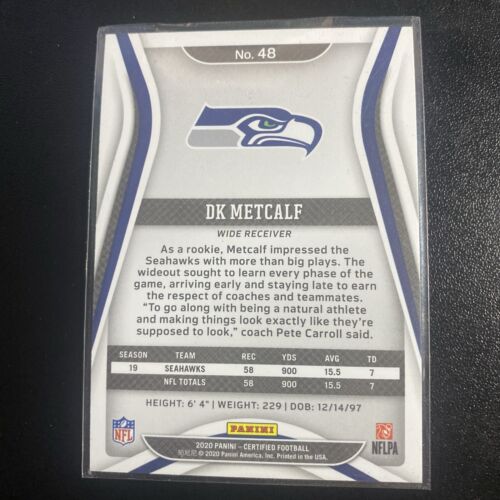 No. 48
DK METCALF
WIDE RECEIVER
As a rookie, Metcalf impressed the
Seahawks with more than big plays. The
wideout sought to learn every phase of the
game, arriving early and staying late to earn
the respect of coaches and teammates.
“To go along with being a natural athlete
and making things look exactly like they’re
supposed to look,” coach Pete Carroll said.
SEASON TEAM REC YDS AVG TD
19 SEAHAWKS 58 900 15.5 7
NFL TOTALS 58 900 15.5 7
HEIGHT: 6' 4" | WEIGHT: 229 | DOB: 12/14/97
NFL
PANINI
NFLPA
2020 PANINI – CERTIFIED FOOTBALL
帕尼尼 © 2020 Panini America, Inc. Printed in the USA.